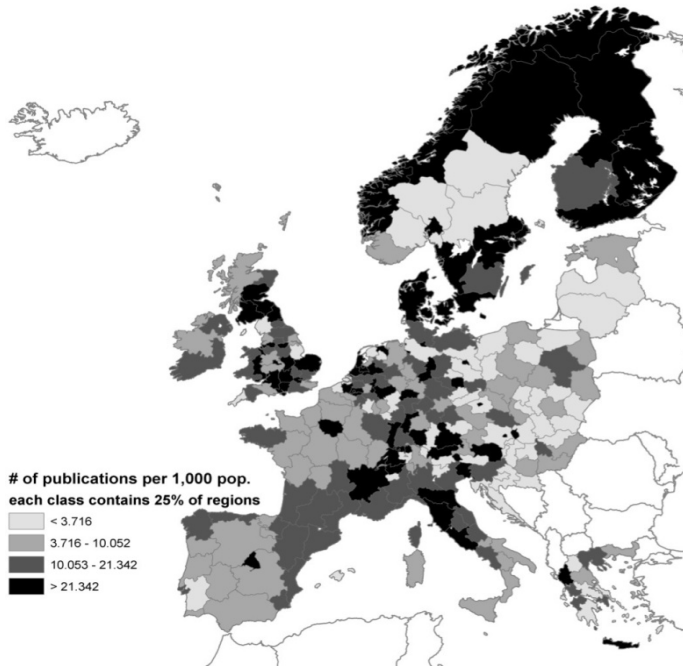 # of publications per 1,000 pop.
each class contains 25% of regions
< 3.716
3.716 - 10.052
10.053 - 21.342
> 21.342